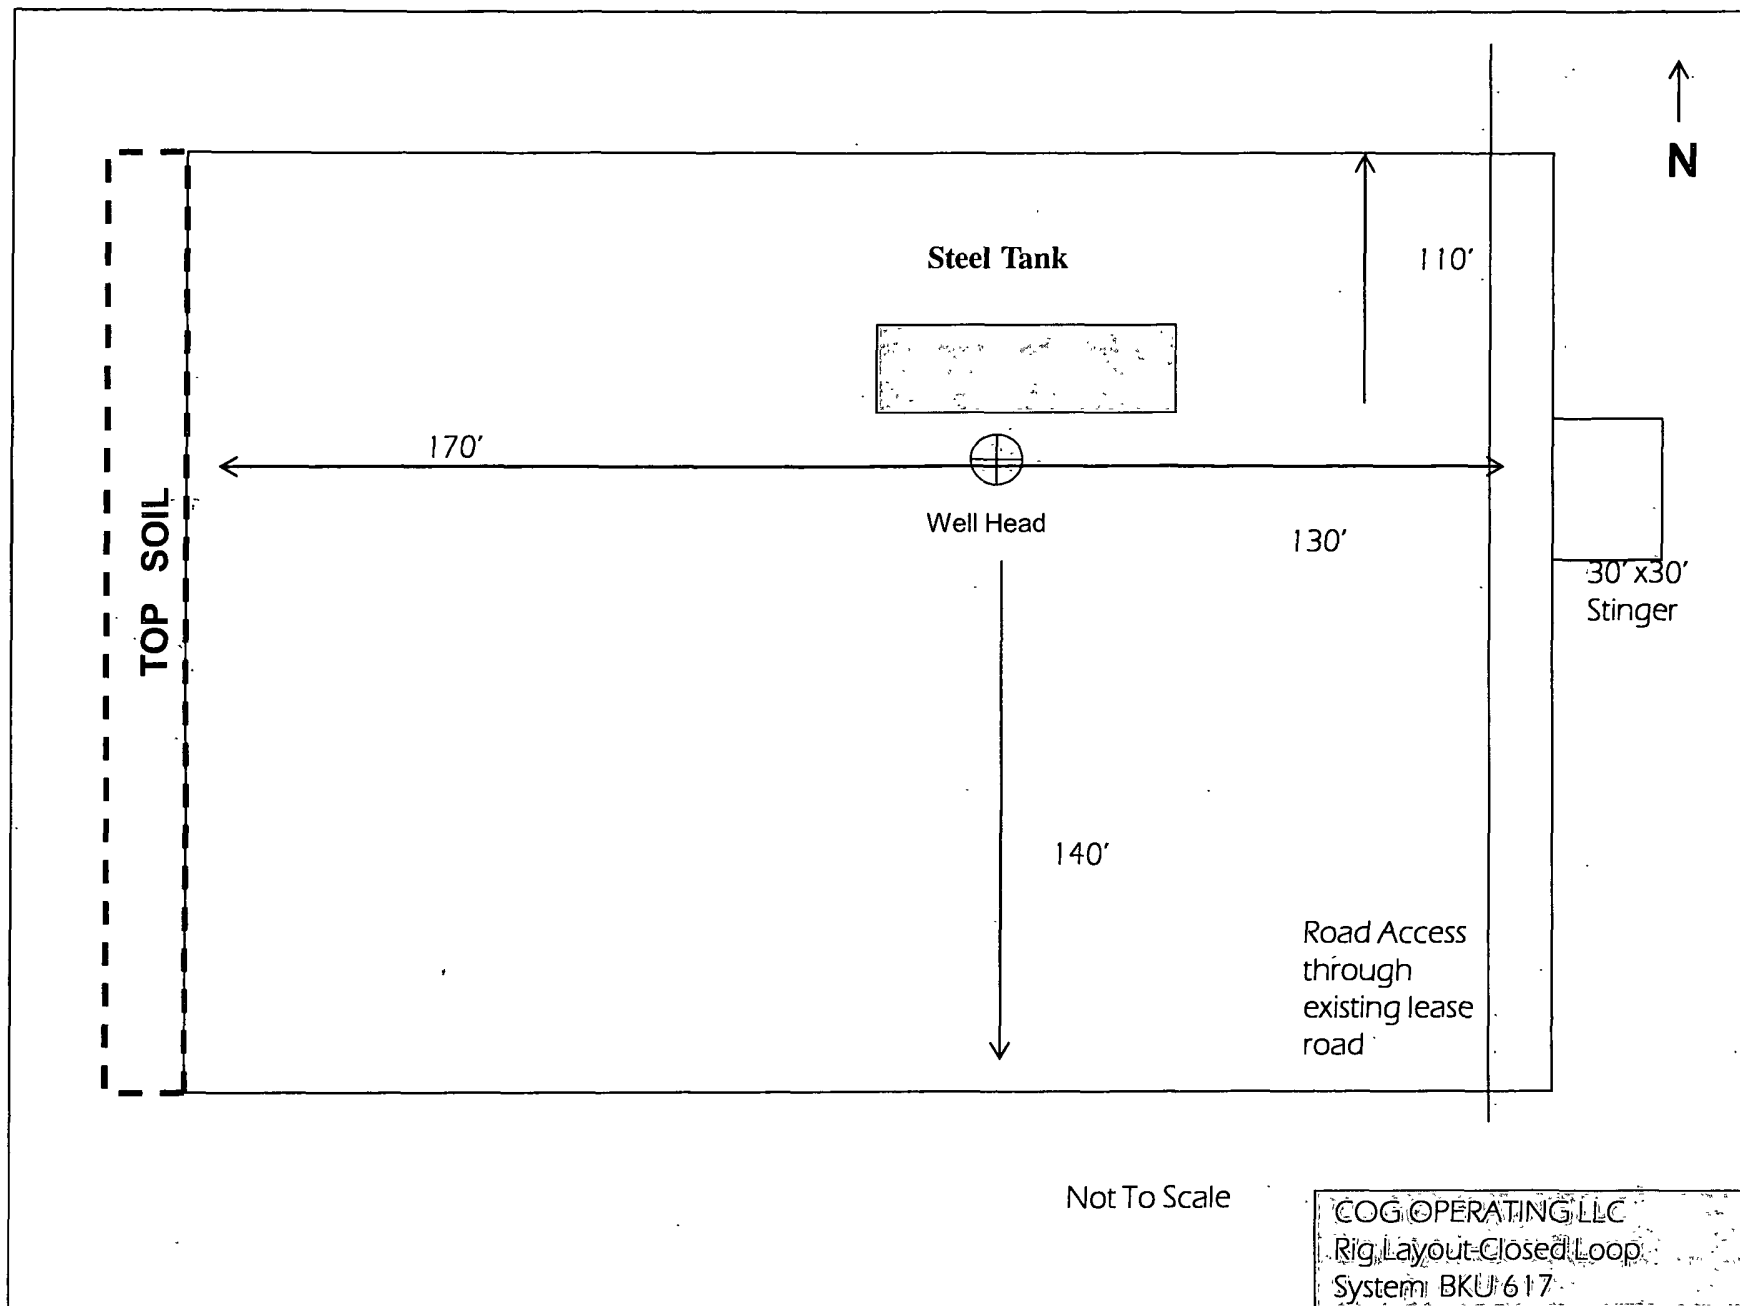 N
Steel Tank
110'
170'
Well Head
130'
30'x30'
Stinger
TOP SOIL
140'
Road Access
through
existing lease
road
Not To Scale
COG OPERATING LLC
Rig Layout-Closed Loop
System BKU 617